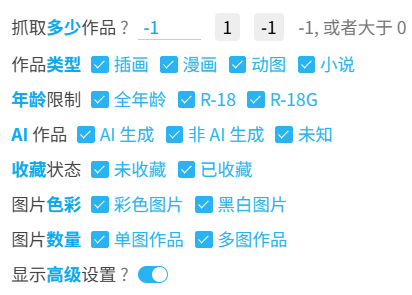 抓取多少作品? -1 1 -1 -1, 或者大于 0
作品类型 插画 漫画 动图 小说
年龄限制 全年龄 R-18 R-18G
AI 作品 AI 生成 非 AI 生成 未知
收藏状态 未收藏 已收藏
图片色彩 彩色图片 黑白图片
图片数量 单图作品 多图作品
显示高级设置?